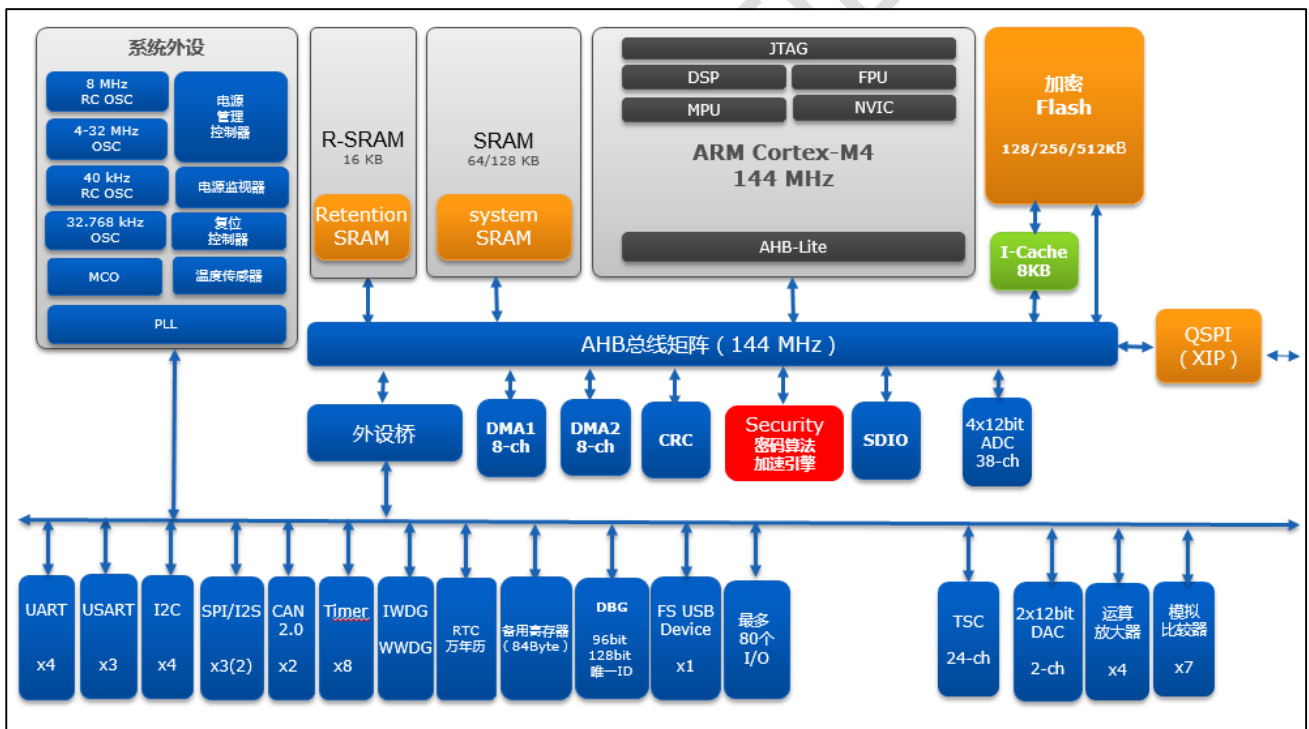 系统外设
8 MHz
RC OSC
4-32 MHz
OSC
40 kHz
RC OSC
32.768 kHz
OSC
MCO
电源
管理
控制器
电源监视器
复位
控制器
温度传感器
PLL
R-SRAM
16 KB
Retention
SRAM
SRAM
64/128 KB
system
SRAM
JTAG
DSP
FPU
MPU
NVIC
ARM Cortex-M4
144 MHz
AHB-Lite
加密
Flash
128/256/512KB
I-Cache
8KB
AHB总线矩阵（144 MHz）
QSPI
（XIP）
外设桥
DMA1
8-ch
DMA2
8-ch
CRC
Security
密码算法
加速引擎
SDIO
4x12bit
ADC
38-ch
UART
x4
USART
x3
I2C
x4
SPI/I2S
x3(2)
CAN
2.0
x2
Timer
x8
IWDG
WWDG
RTC
万年历
备用寄存器
（84Byte）
DBG
96bit
128bit
唯一ID
FS USB
Device
x1
最多
80个
I/O
TSC
24-ch
2x12bit
DAC
2-ch
运算
放大器
x4
模拟
比较器
x7